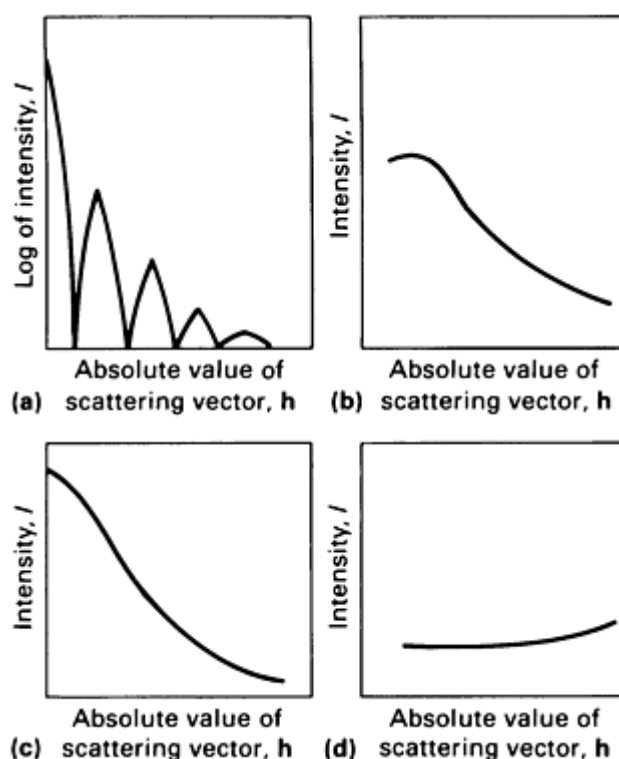 Log of intensity, I
Absolute value of
(a) scattering vector, h
Intensity, I
Absolute value of
(b) scattering vector, h
Intensity, I
Absolute value of
(c) scattering vector, h
Intensity, I
Absolute value of
(d) scattering vector, h